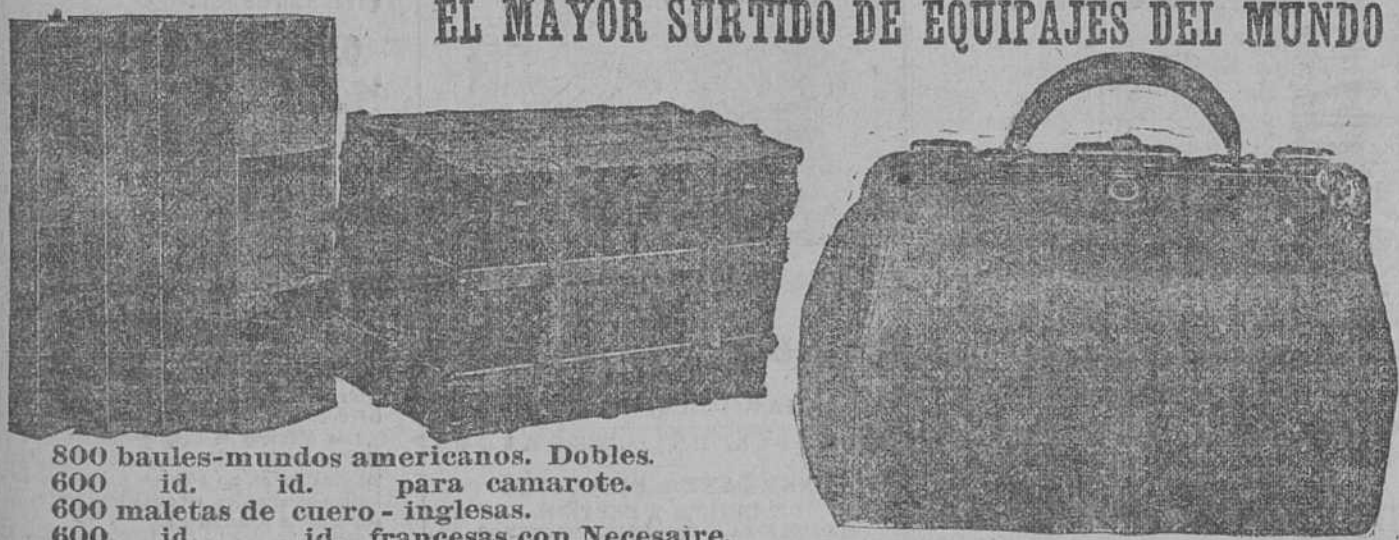 EL MAYOR SURTIDO DE EQUIPAJES DEL MUNDO
800 baules-mundos americanos. Dobles.
600 id. id. para camarote.
600 maletas de cuero - inglesas.
600 id. id. francesas con Necesaire